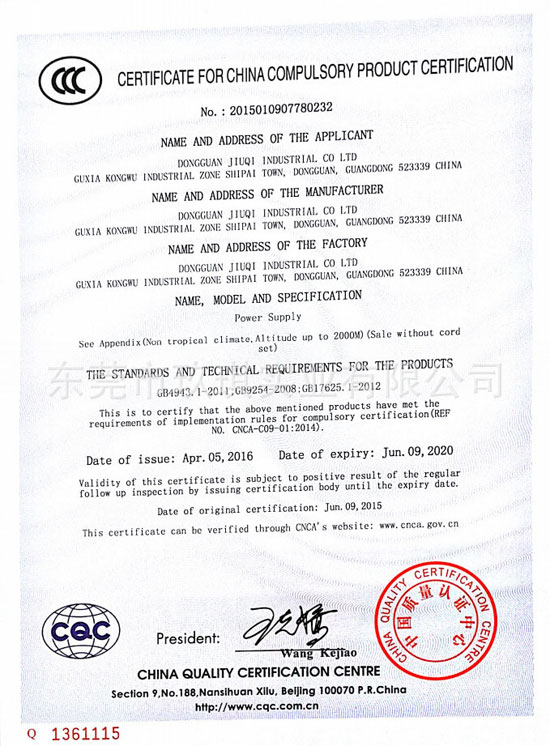 CCC
CERTIFICATE FOR CHINA COMPULSORY PRODUCT CERTIFICATION
No.: 2015010907780232
NAME AND ADDRESS OF THE APPLICANT
DONGGUAN JIUQI INDUSTRIAL CO LTD
GUXIA KONGWU INDUSTRIAL ZONE SHIPAI TOWN, DONGGUAN, GUANGDONG 523339 CHINA
NAME AND ADDRESS OF THE MANUFACTURER
DONGGUAN JIUQI INDUSTRIAL CO LTD
GUXIA KONGWU INDUSTRIAL ZONE SHIPAI TOWN, DONGGUAN, GUANGDONG 523339 CHINA
NAME AND ADDRESS OF THE FACTORY
DONGGUAN JIUQI INDUSTRIAL CO LTD
GUXIA KONGWU INDUSTRIAL ZONE SHIPAI TOWN, DONGGUAN, GUANGDONG 523339 CHINA
NAME, MODEL AND SPECIFICATION
Power Supply
See Appendix(Non tropical climate, Altitude up to 2000M)(Sale without cord
set)
THE STANDARDS AND TECHNICAL REQUIREMENTS FOR THE PRODUCTS
东莞市 实业有限公司
GB4943.1-2011;GB9254-2008;GB17625.1-2012
This is to certify that the above mentioned products have met the
requirements of implementation rules for compulsory certification(REF
NO. CNCA-C09-01:2014).
Date of issue: Apr. 05, 2016 Date of expiry: Jun. 09, 2020
Validity of this certificate is subject to positive result of the regular
follow up inspection by issuing certification body until the expiry date.
Date of original certification: Jun. 09, 2015
This certificate can be verified through CNCA's website: www.cnca.gov.cn
CHINA QUALITY CERTIFICATION CENTRE
中国质量认证中心
CQC
President:
Wang Kejiao
CHINA QUALITY CERTIFICATION CENTRE
Section 9, No.188, Nansihuan Xilu, Beijing 100070 P.R.China
http://www.cqc.com.cn
Q 1361115